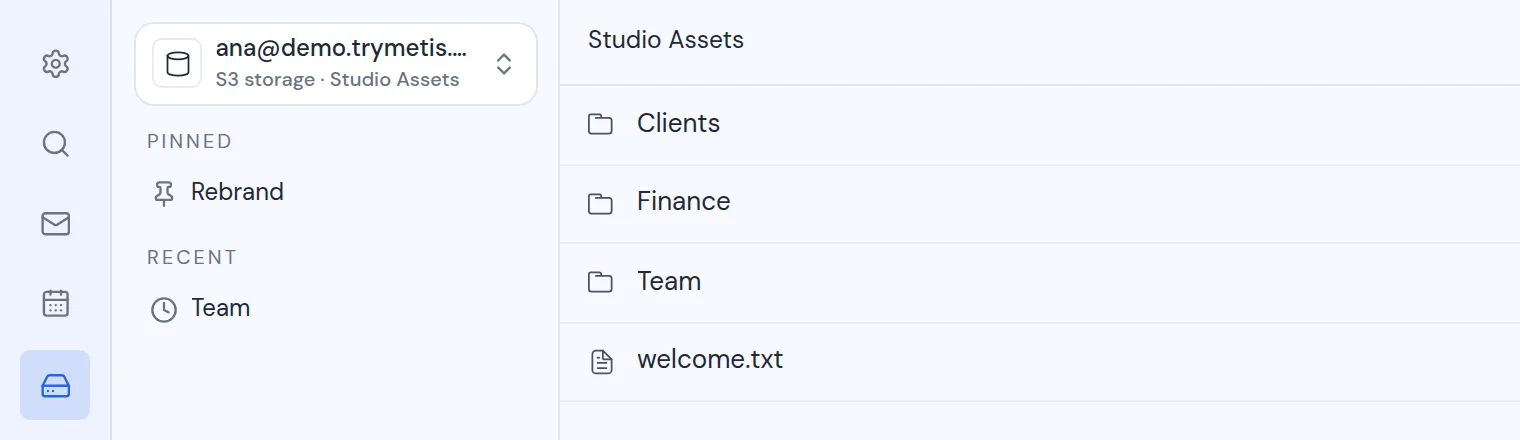 ana@demo.trymetis....
S3 storage · Studio Assets
PINNED
Rebrand
RECENT
Team
Studio Assets
Clients
Finance
Team
welcome.txt